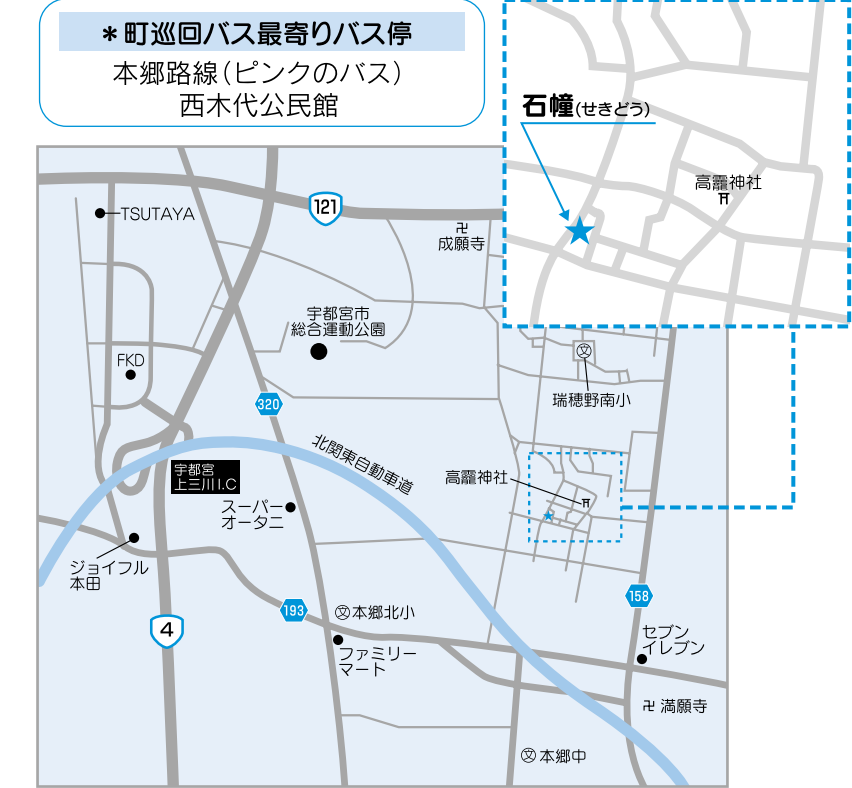 ＊町巡回バス最寄りバス停
本郷路線（ピンクのバス）
西木代公民館
石幢(せきどう)
高龗神社
TSUTAYA
121
卍
成願寺
宇都宮市
総合運動公園
FKD
文
瑞穂野南小
320
北関東自動車道
宇都宮
上三川I.C
高龗神社
スーパー
オータニ
ジョイフル
本田
193
文本郷北小
158
4
ファミリー
マート
セブン
イレブン
卍満願寺
文本郷中